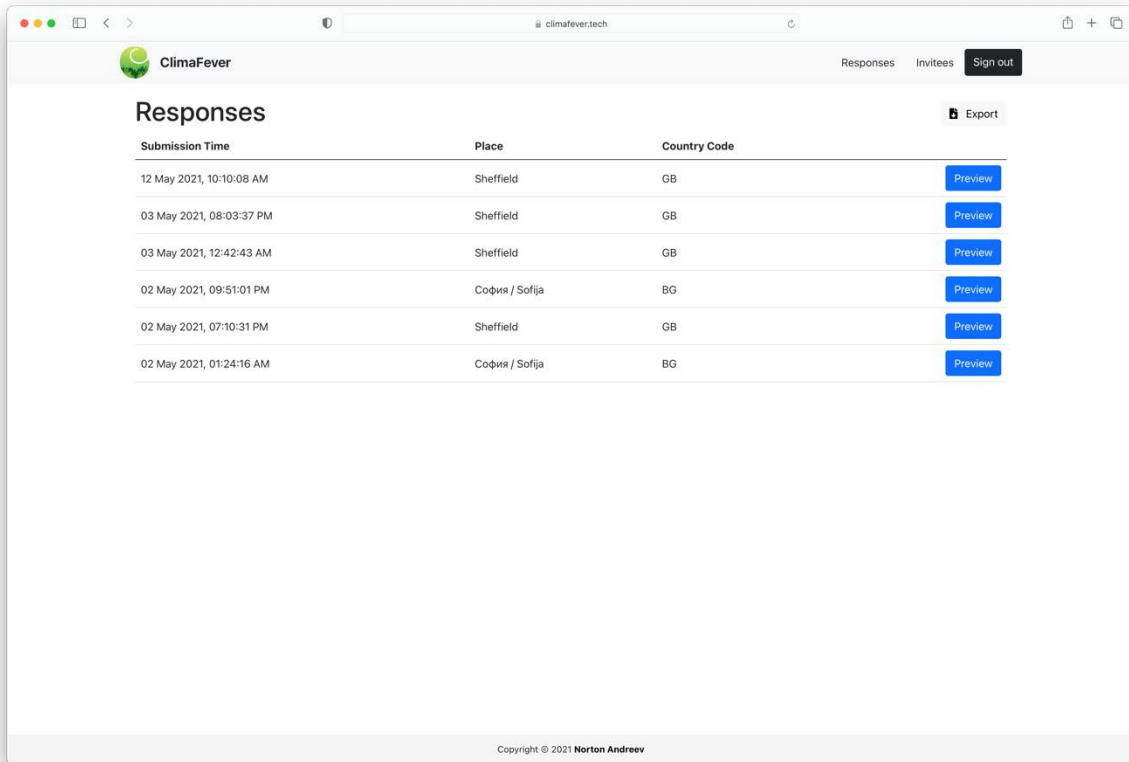 climafever.tech
ClimaFever Responses Invitees Sign out
Responses Export
Submission Time Place Country Code
12 May 2021, 10:10:08 AM Sheffield GB Preview
03 May 2021, 08:03:37 PM Sheffield GB Preview
03 May 2021, 12:42:43 AM Sheffield GB Preview
02 May 2021, 09:51:01 PM София / Sofija BG Preview
02 May 2021, 07:10:31 PM Sheffield GB Preview
02 May 2021, 01:24:16 AM София / Sofija BG Preview
Copyright © 2021 Norton Andreev